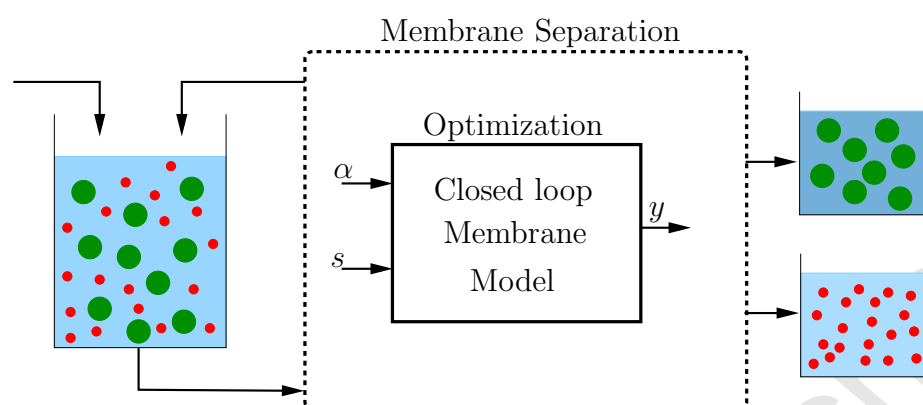 Membrane Separation
Optimization
α
Closed loop
Membrane
y
s
Model